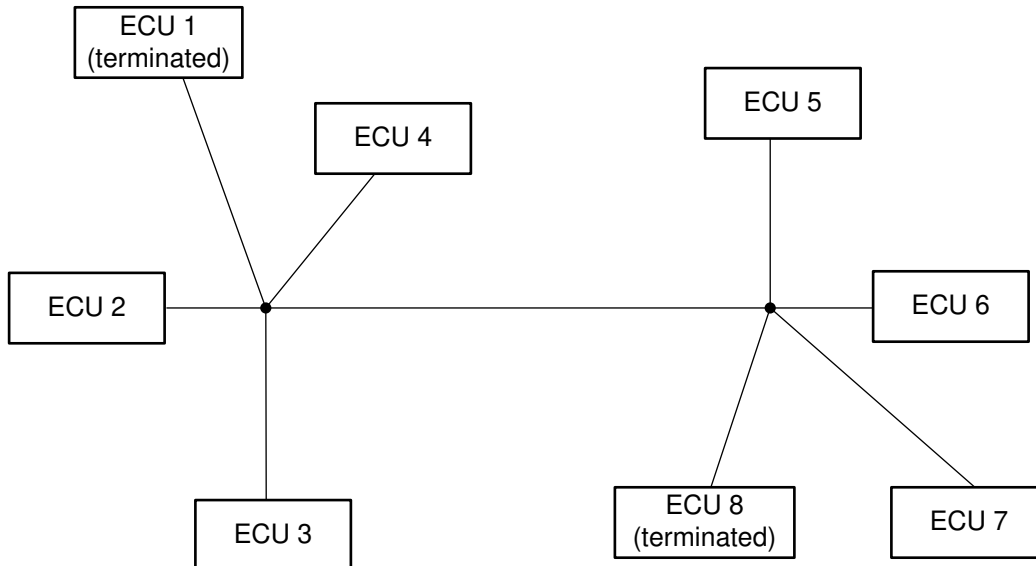 ECU 1
(terminated)
ECU 4
ECU 5
ECU 2
ECU 6
ECU 3
ECU 8
(terminated)
ECU 7